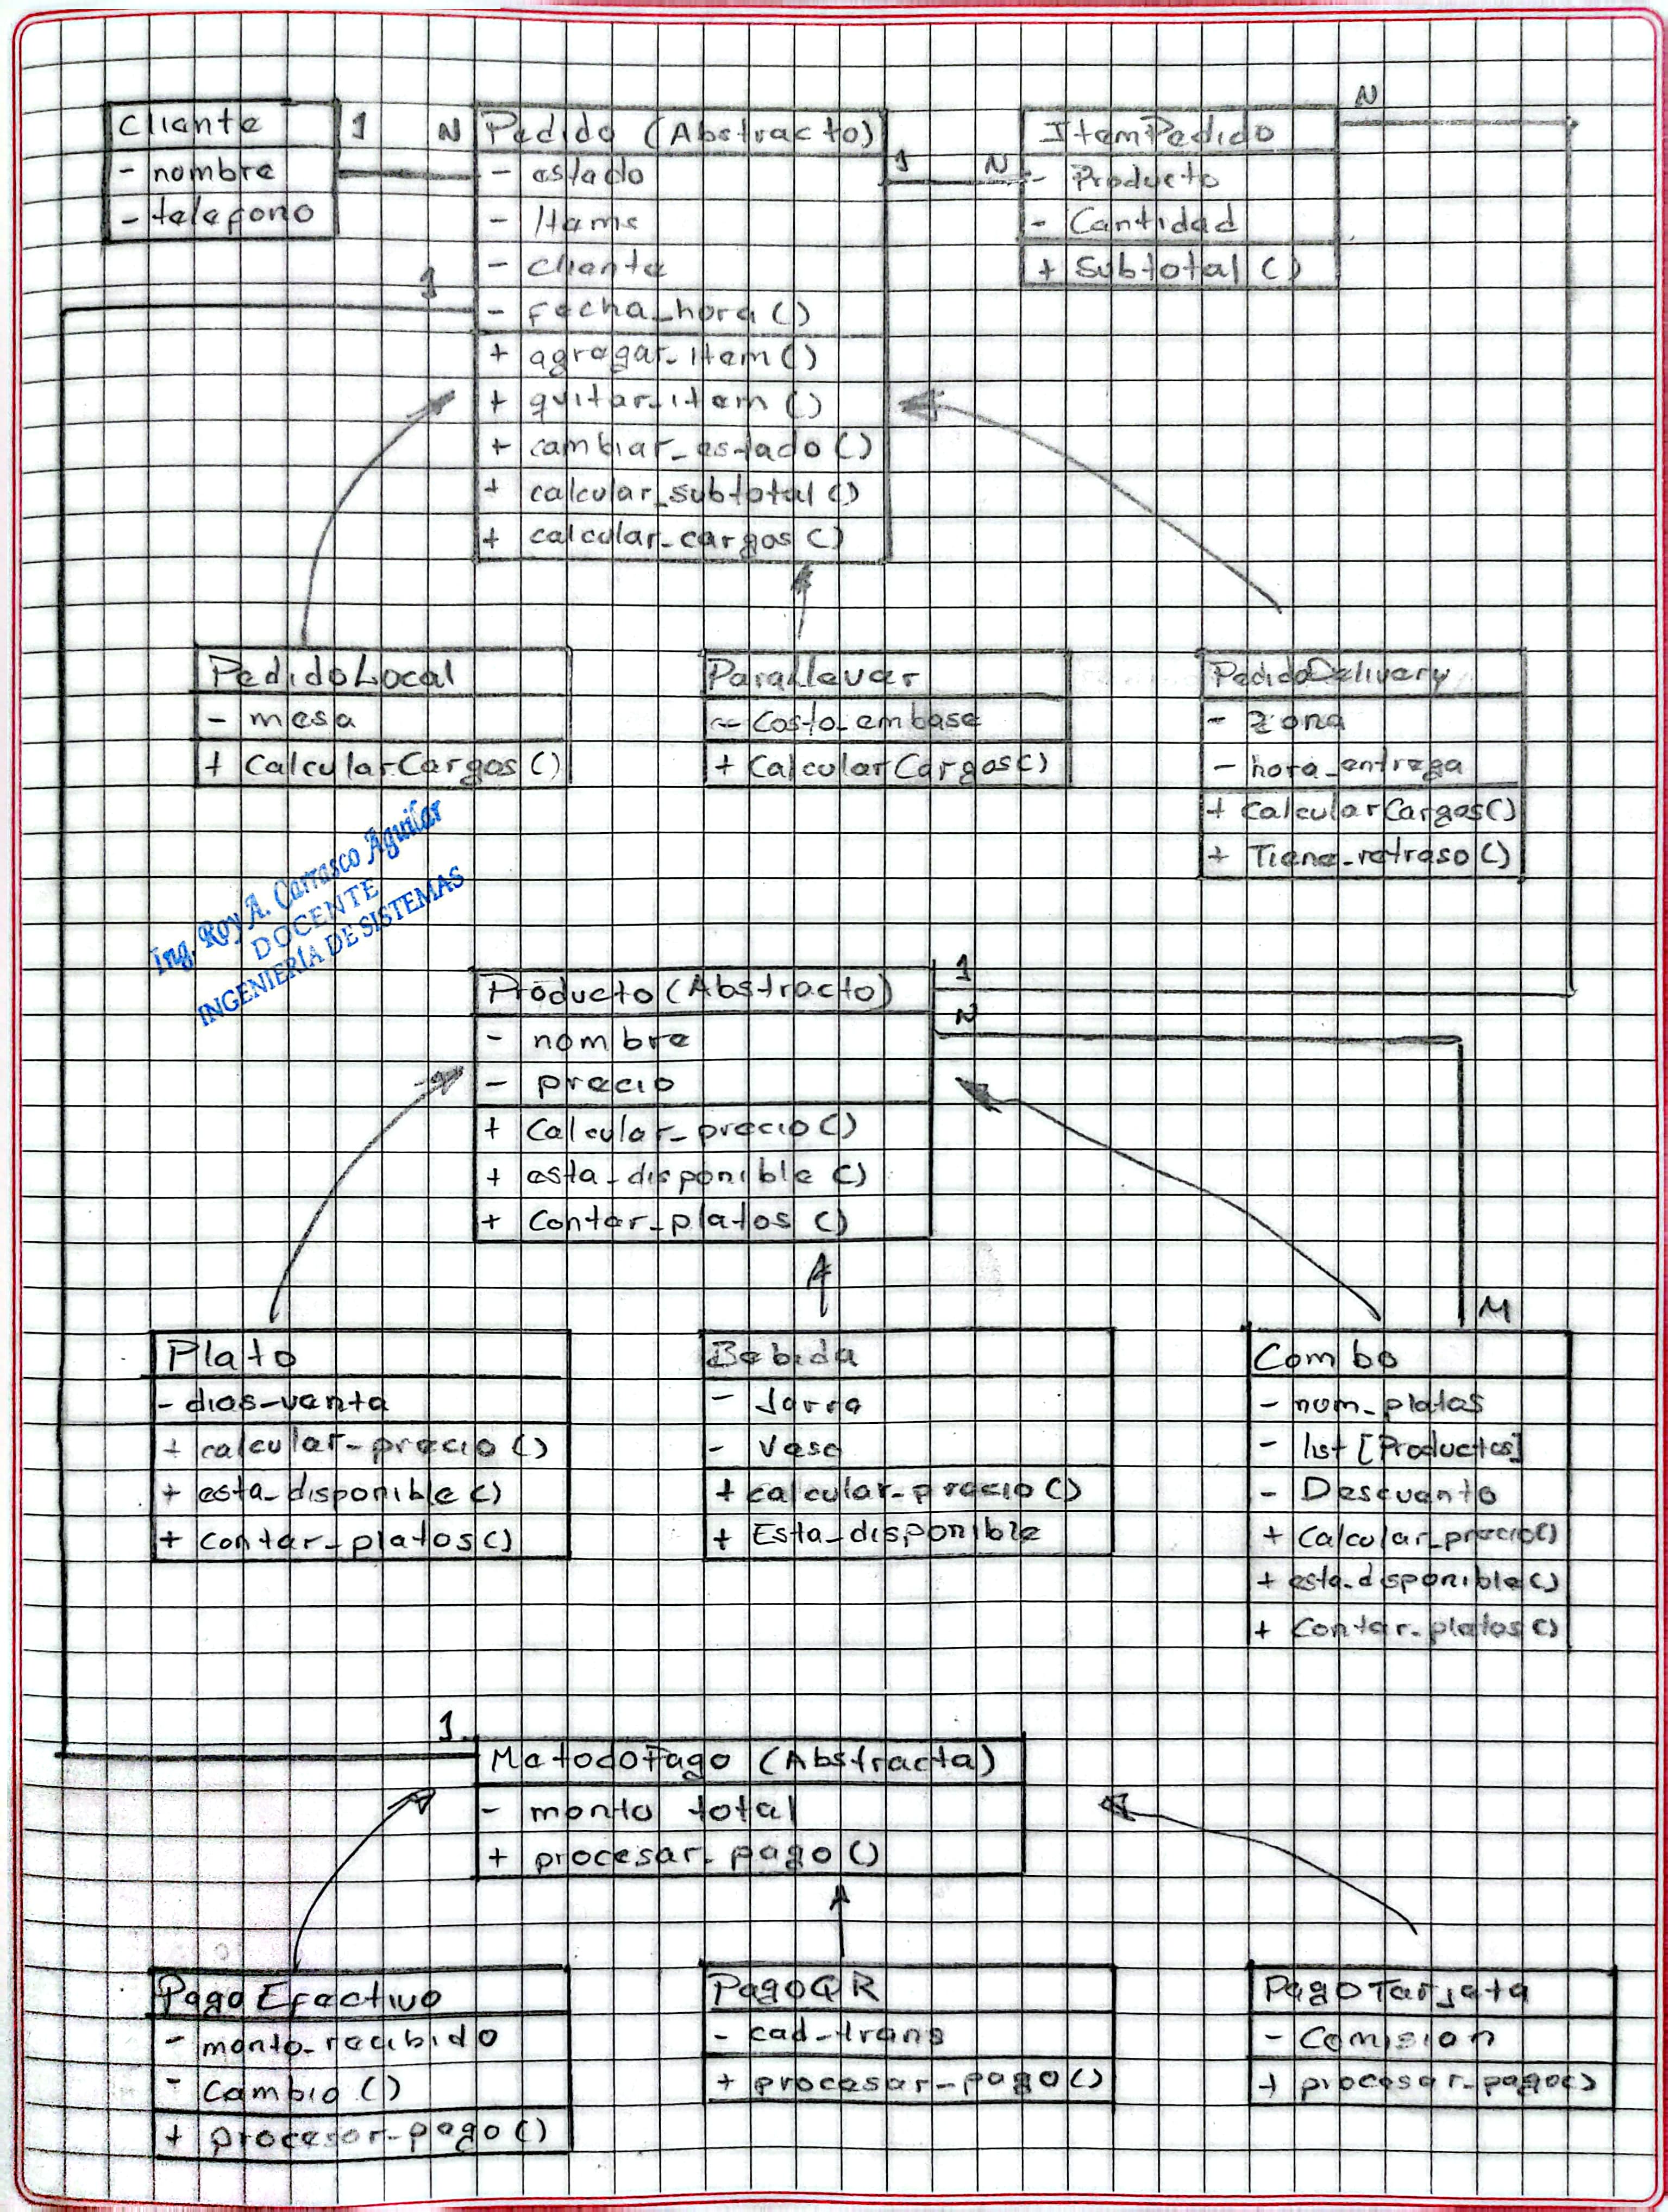 Cliente
- nombre
- telefono
1 N
Pedido (Abstracto)
- estado
- Items
- cliente
- fecha_hora ()
+ agregar_item ()
+ quitar_item ()
+ cambiar_estado ()
+ calcular_subtotal ()
+ calcular_cargos ()
1 N
ItemPedido
- Producto
- Cantidad
+ Subtotal ()
N
1
PedidoLocal
- mesa
+ CalcularCargos ()
ParaLlevar
- Costo_embase
+ CalcularCargos ()
PedidoDelivery
- zona
- hora_entrega
+ CalcularCargos ()
+ Tiene_retraso ()
Ing. Roy A. Carrasco Aguilar
DOCENTE
INGENIERIA DE SISTEMAS
Producto (Abstracto)
- nombre
- precio
+ Calcular_precio ()
+ esta_disponible ()
+ Contar_platos ()
1
N
M
Plato
- dias_venta
+ calcular_precio ()
+ esta_disponible ()
+ contar_platos ()
Bebida
- Jarra
- Vaso
+ calcular_precio ()
+ Esta_disponible
Combo
- num_platos
- list [Productos]
- Descuento
+ Calcular_precio ()
+ esta_disponible ()
+ Contar_platos ()
1
MetodoPago (Abstracta)
- monto total
+ procesar_pago ()
PagoEfectivo
- monto_recibido
- Cambio ()
+ procesar_pago ()
PagoQR
- cad_trans
+ procesar_pago ()
PagoTarjeta
- Comision
+ procesar_pago ()